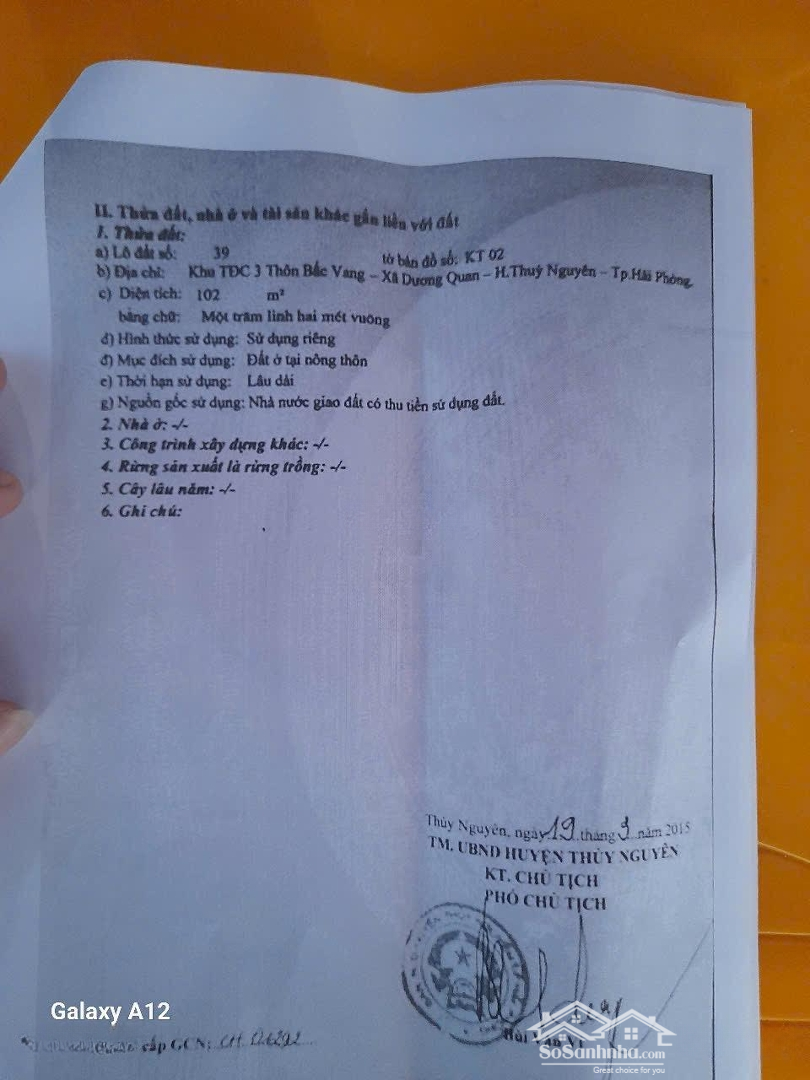 II. Thửa đất, nhà ở và tài sản khác gắn liền với đất
1. Thửa đất:
a) Lô đất số: 39 tờ bản đồ số: KT 02
b) Địa chỉ: Khu TĐC 3 Thôn Bắc Vang – Xã Dương Quan – H.Thuỷ Nguyên – Tp.Hải Phòng.
c) Diện tích: 102 m²
bằng chữ: Một trăm linh hai mét vuông
d) Hình thức sử dụng: Sử dụng riêng
đ) Mục đích sử dụng: Đất ở tại nông thôn
e) Thời hạn sử dụng: Lâu dài
g) Nguồn gốc sử dụng: Nhà nước giao đất có thu tiền sử dụng đất.
2. Nhà ở: -/-
3. Công trình xây dựng khác: -/-
4. Rừng sản xuất là rừng trồng: -/-
5. Cây lâu năm: -/-
6. Ghi chú:
Thủy Nguyên, ngày 19 tháng 3 năm 2015
TM. UBND HUYỆN THỦY NGUYÊN
KT. CHỦ TỊCH
PHÓ CHỦ TỊCH
Bùi Văn
Galaxy A12
cấp GCN: CH
SoSanhnha.com
Great choice for you